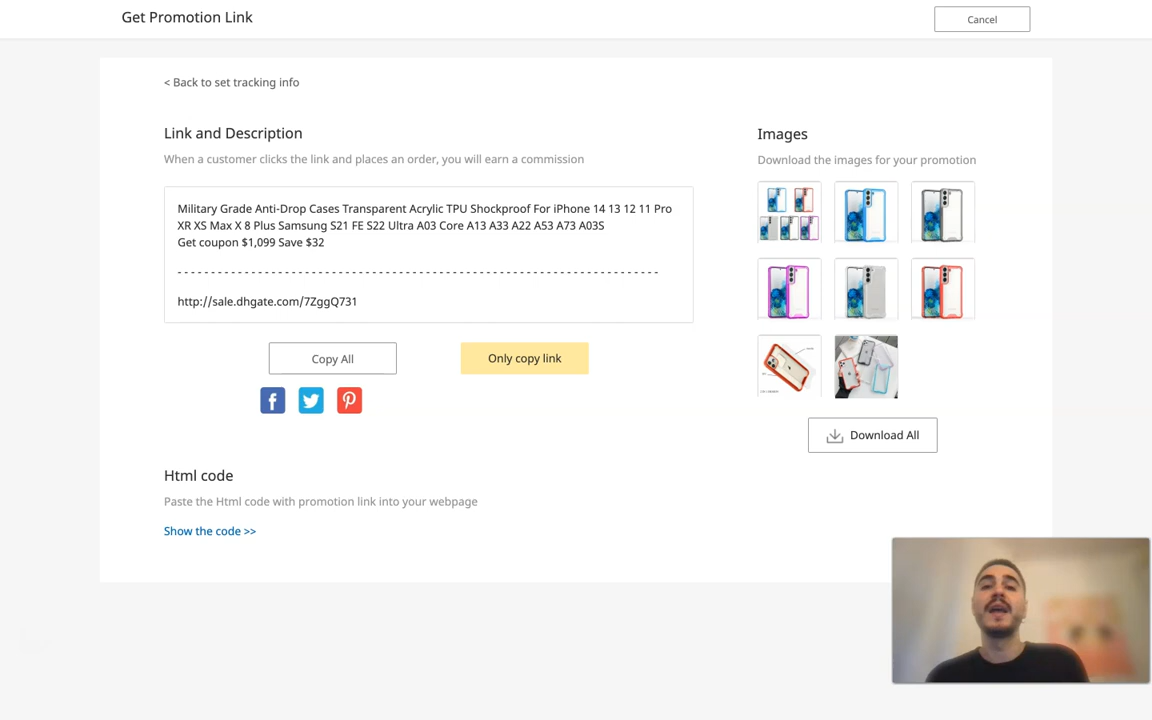 Get Promotion Link
Cancel
< Back to set tracking info
Link and Description
When a customer clicks the link and places an order, you will earn a commission
Military Grade Anti-Drop Cases Transparent Acrylic TPU Shockproof For iPhone 14 13 12 11 Pro
XR XS Max X 8 Plus Samsung S21 FE S22 Ultra A03 Core A13 A33 A22 A53 A73 A03S
Get coupon $1,099 Save $32
http://sale.dhgate.com/7ZggQ731
Copy All
Only copy link
Images
Download the images for your promotion
Download All
Html code
Paste the Html code with promotion link into your webpage
Show the code >>